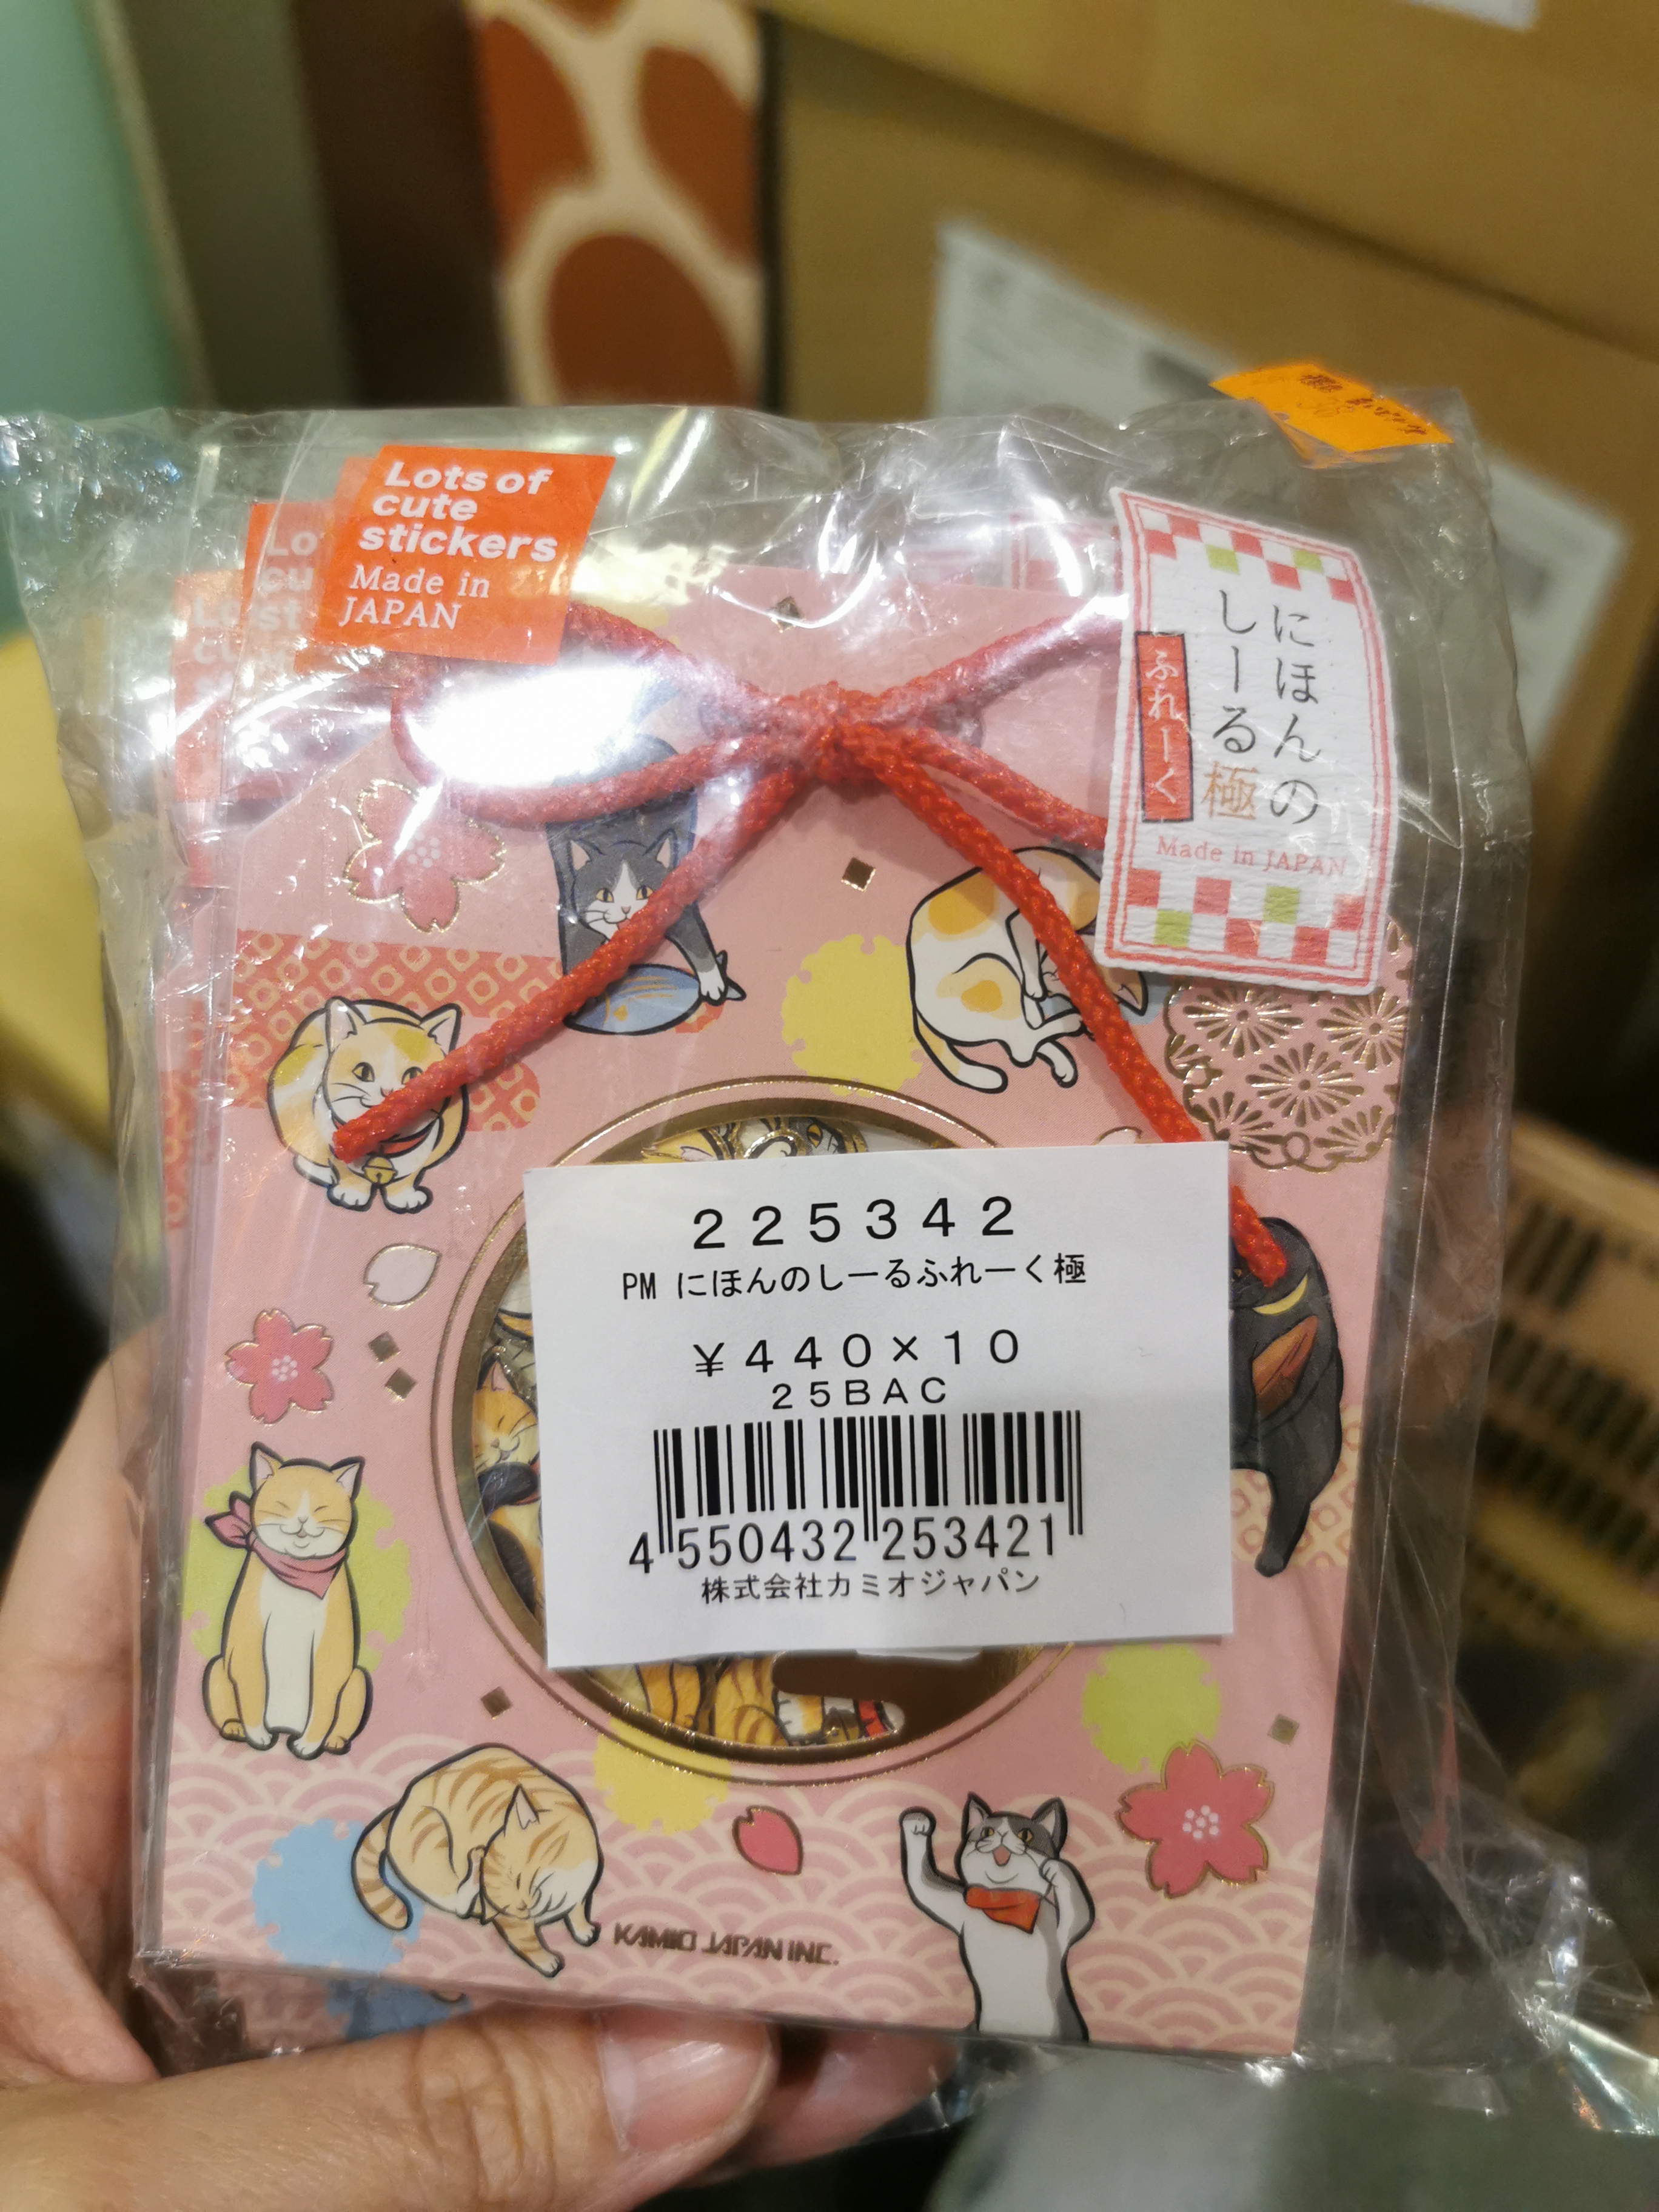 Lots of
cute
stickers
Made in
JAPAN
にほんの
しーる極
ふれーく
Made in JAPAN
225342
PM にほんのしーるふれーく極
¥440×10
25BAC
4 550432 253421
株式会社カミオジャパン
KAMIO JAPAN INC.